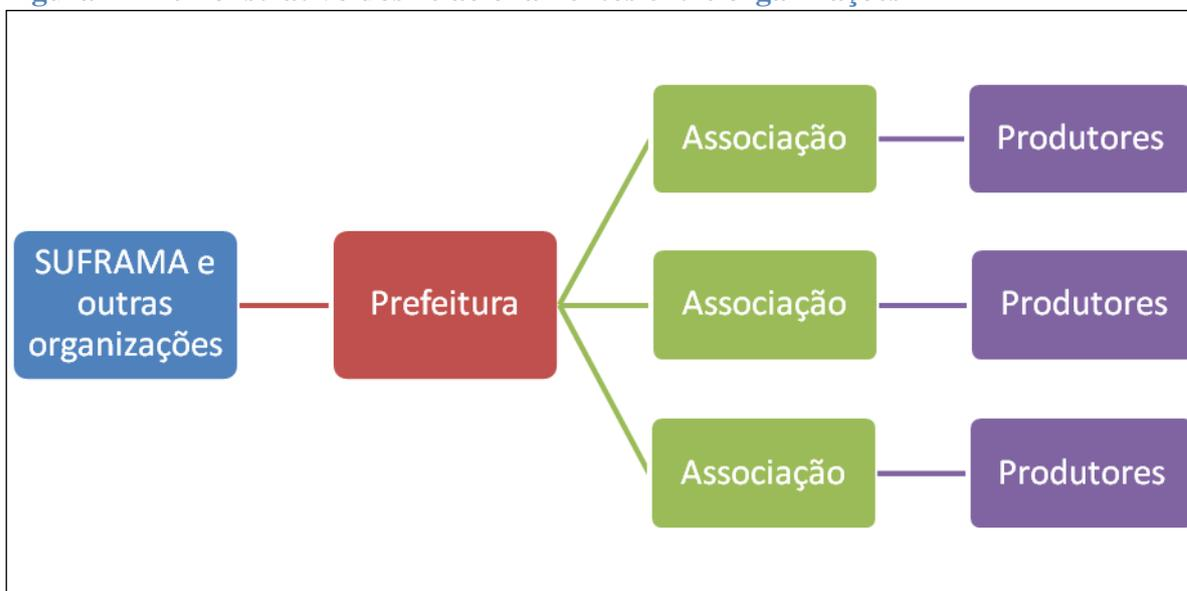 SUFRAMA e
outras
organizações
Prefeitura
Associação
Produtores
Associação
Produtores
Associação
Produtores